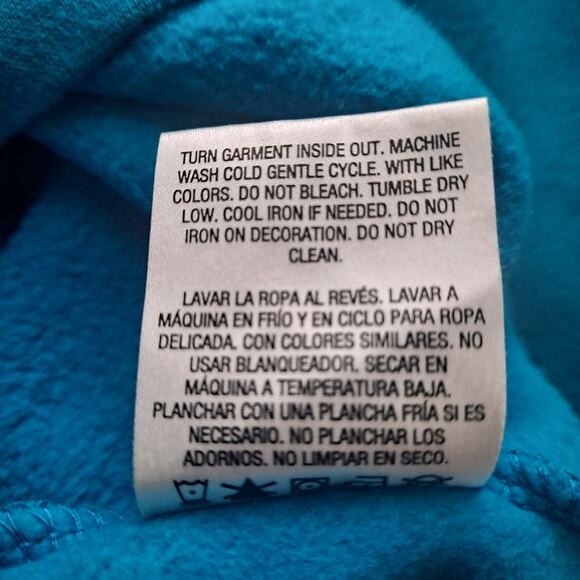 TURN GARMENT INSIDE OUT. MACHINE
WASH COLD GENTLE CYCLE. WITH LIKE
COLORS. DO NOT BLEACH. TUMBLE DRY
LOW. COOL IRON IF NEEDED. DO NOT
IRON ON DECORATION. DO NOT DRY
CLEAN.
LAVAR LA ROPA AL REVÉS. LAVAR A
MÁQUINA EN FRÍO Y EN CICLO PARA ROPA
DELICADA. CON COLORES SIMILARES. NO
USAR BLANQUEADOR. SECAR EN
MÁQUINA A TEMPERATURA BAJA.
PLANCHAR CON UNA PLANCHA FRÍA SI ES
NECESARIO. NO PLANCHAR LOS
ADORNOS. NO LIMPIAR EN SECO.